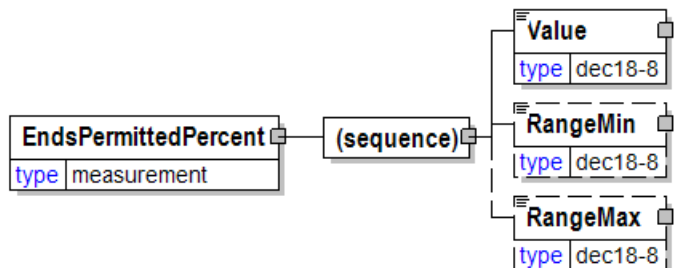 Value
type dec18-8
EndsPermittedPercent
type measurement
(sequence)
RangeMin
type dec18-8
RangeMax
type dec18-8